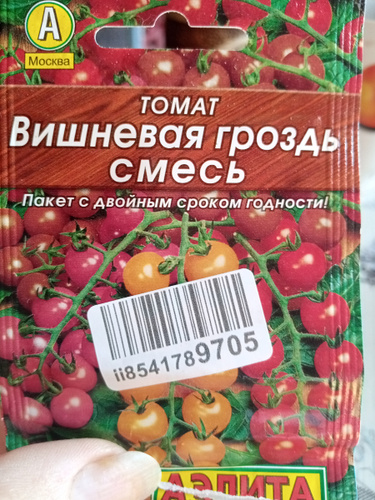 А
Москва
ТОМАТ
Вишневая гроздь
смесь
Пакет с двойным сроком годности!
ii8541789705
АЭЛИТА